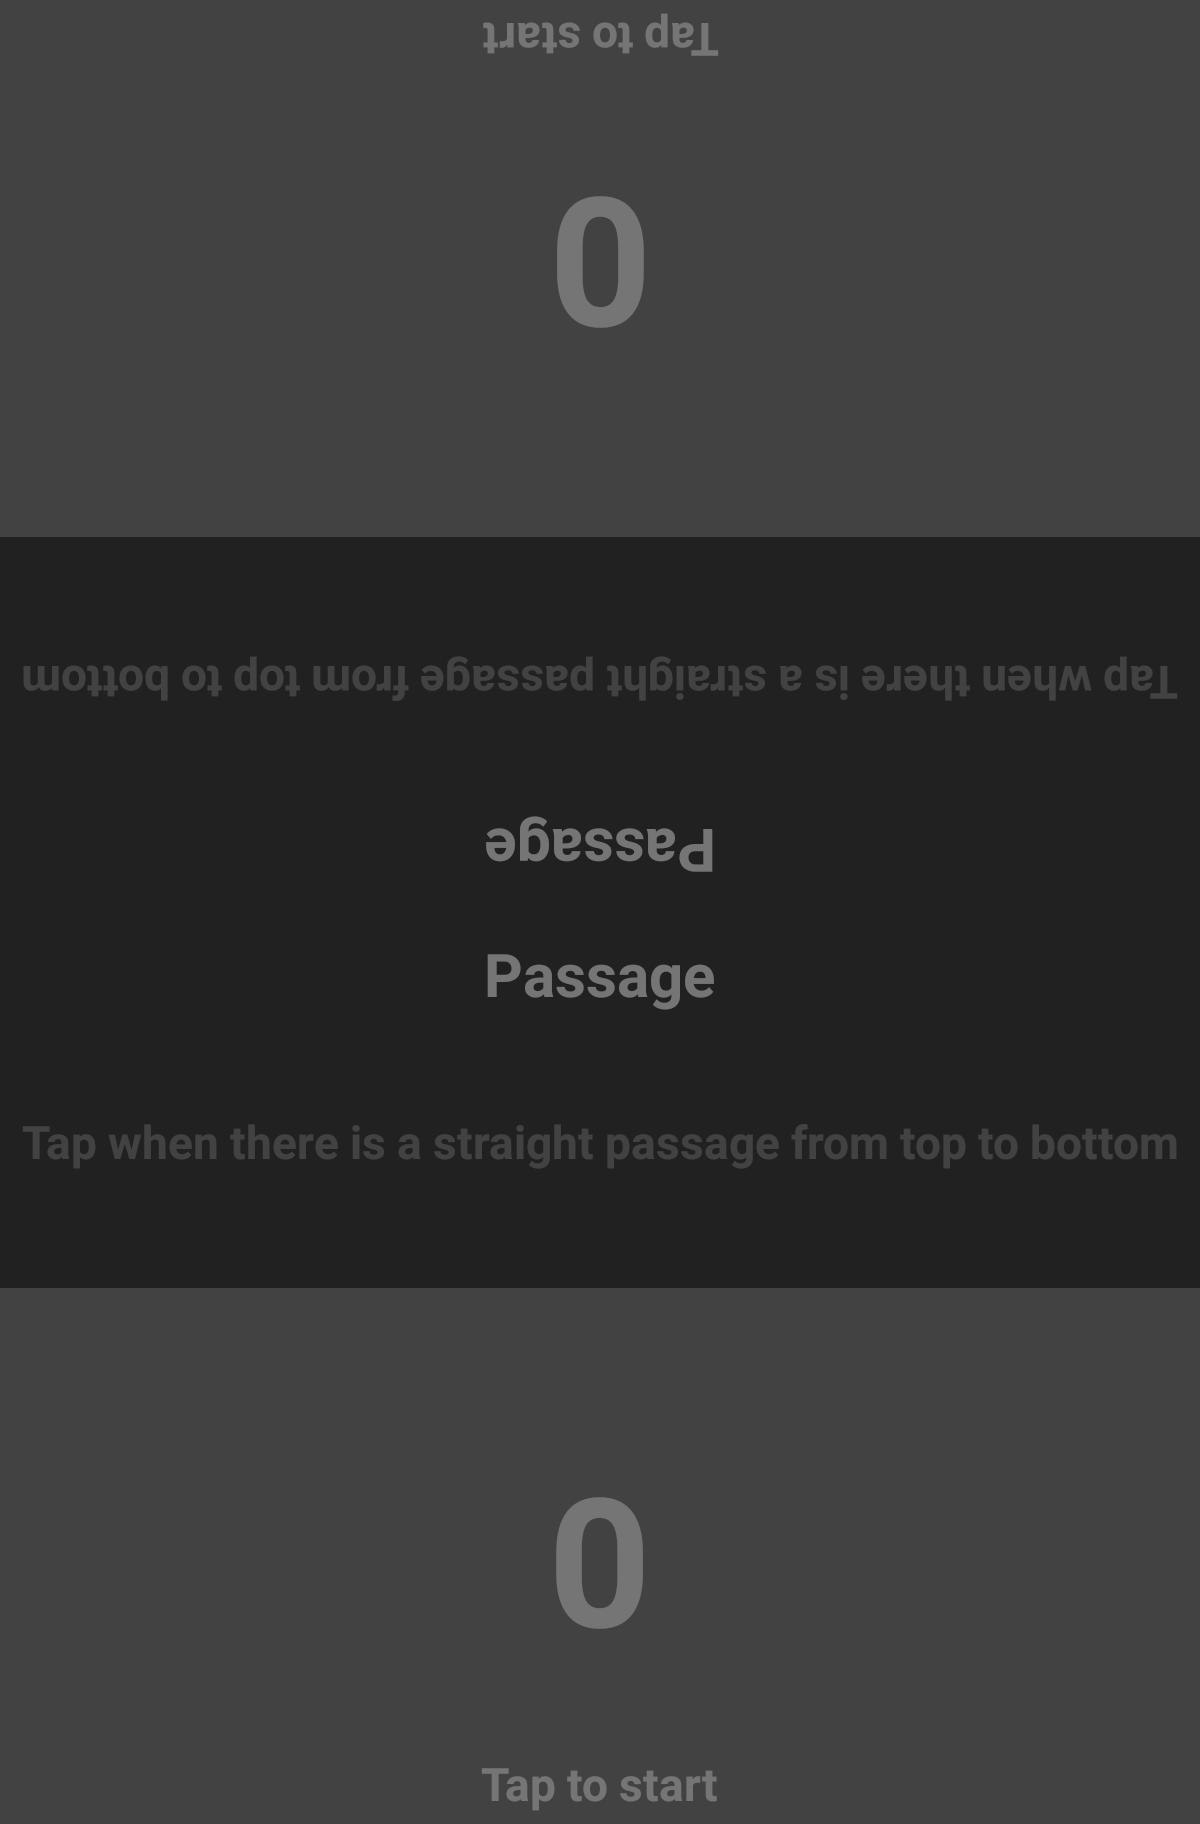 Tap to start
0
Tap when there is a straight passage from top to bottom
Passage
Passage
Tap when there is a straight passage from top to bottom
0
Tap to start